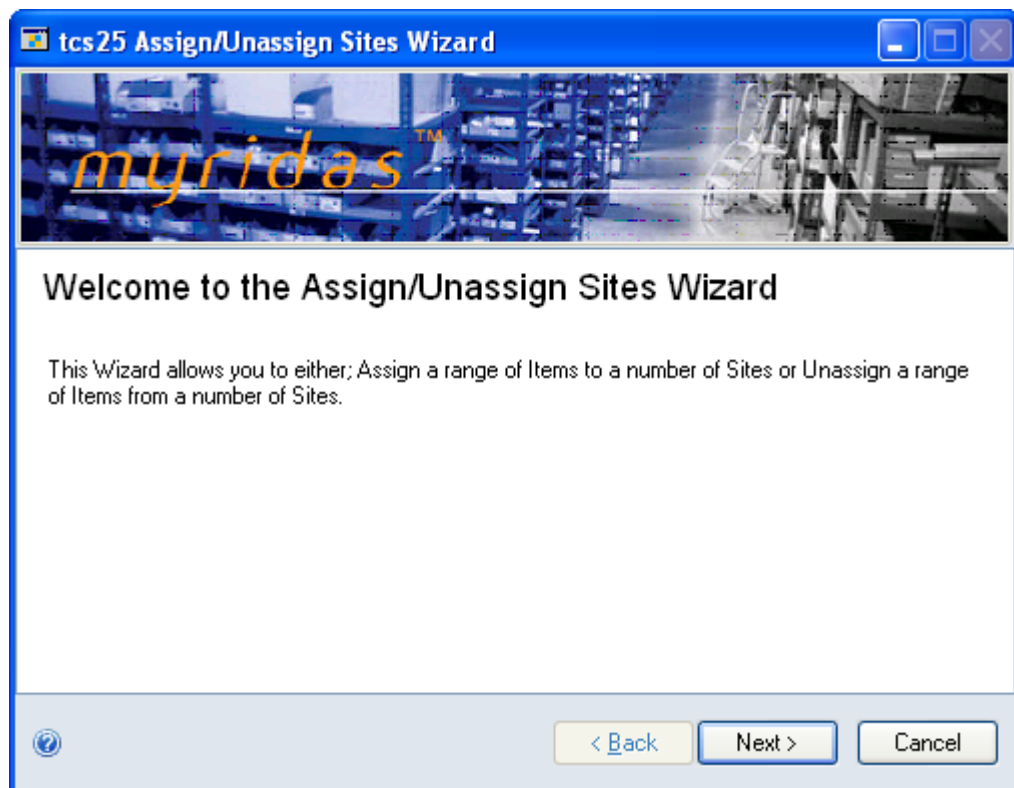 tcs25 Assign/Unassign Sites Wizard
myridas™
Welcome to the Assign/Unassign Sites Wizard
This Wizard allows you to either; Assign a range of Items to a number of Sites or Unassign a range
of Items from a number of Sites.
< Back Next > Cancel